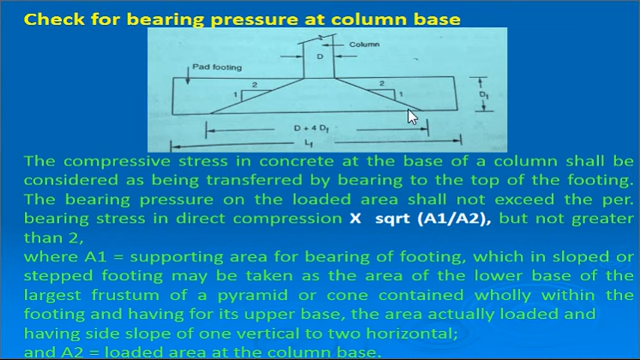 Check for bearing pressure at column base
Column
D
Pad footing
2
2
1
1
Df
D + 4 Df
Lf
The compressive stress in concrete at the base of a column shall be
considered as being transferred by bearing to the top of the footing.
The bearing pressure on the loaded area shall not exceed the per.
bearing stress in direct compression X sqrt (A1/A2), but not greater
than 2,
where A1 = supporting area for bearing of footing, which in sloped or
stepped footing may be taken as the area of the lower base of the
largest frustum of a pyramid or cone contained wholly within the
footing and having for its upper base, the area actually loaded and
having side slope of one vertical to two horizontal;
and A2 = loaded area at the column base.